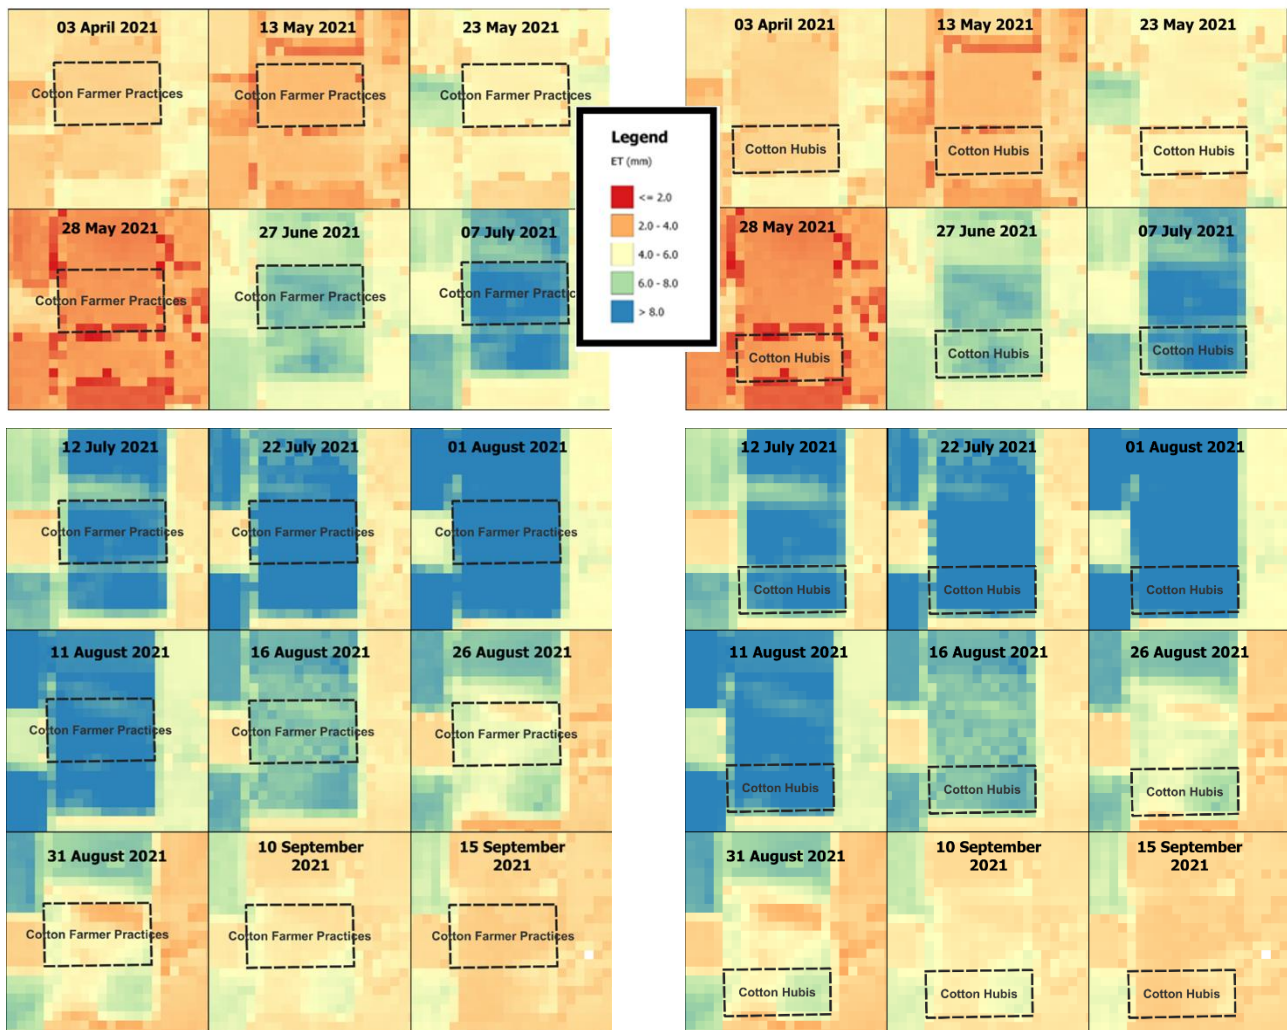 03 April 2021
13 May 2021
23 May 2021
Cotton Farmer Practices
Cotton Farmer Practices
Cotton Farmer Practices
28 May 2021
27 June 2021
07 July 2021
Cotton Farmer Practices
Cotton Farmer Practices
Cotton Farmer Practic
Legend
ET (mm)
<= 2.0
2.0 - 4.0
4.0 - 6.0
6.0 - 8.0
> 8.0
03 April 2021
13 May 2021
23 May 2021
Cotton Hubis
Cotton Hubis
Cotton Hubis
28 May 2021
27 June 2021
07 July 2021
Cotton Hubis
Cotton Hubis
Cotton Hubis
12 July 2021
22 July 2021
01 August 2021
Cotton Farmer Practices
Cotton Farmer Practices
Cotton Farmer Practices
11 August 2021
16 August 2021
26 August 2021
Cotton Farmer Practices
Cotton Farmer Practices
Cotton Farmer Practices
31 August 2021
10 September
2021
15 September
2021
Cotton Farmer Practices
Cotton Farmer Practices
Cotton Farmer Practices
12 July 2021
22 July 2021
01 August 2021
Cotton Hubis
Cotton Hubis
Cotton Hubis
11 August 2021
16 August 2021
26 August 2021
Cotton Hubis
Cotton Hubis
Cotton Hubis
31 August 2021
10 September
2021
15 September
2021
Cotton Hubis
Cotton Hubis
Cotton Hubis